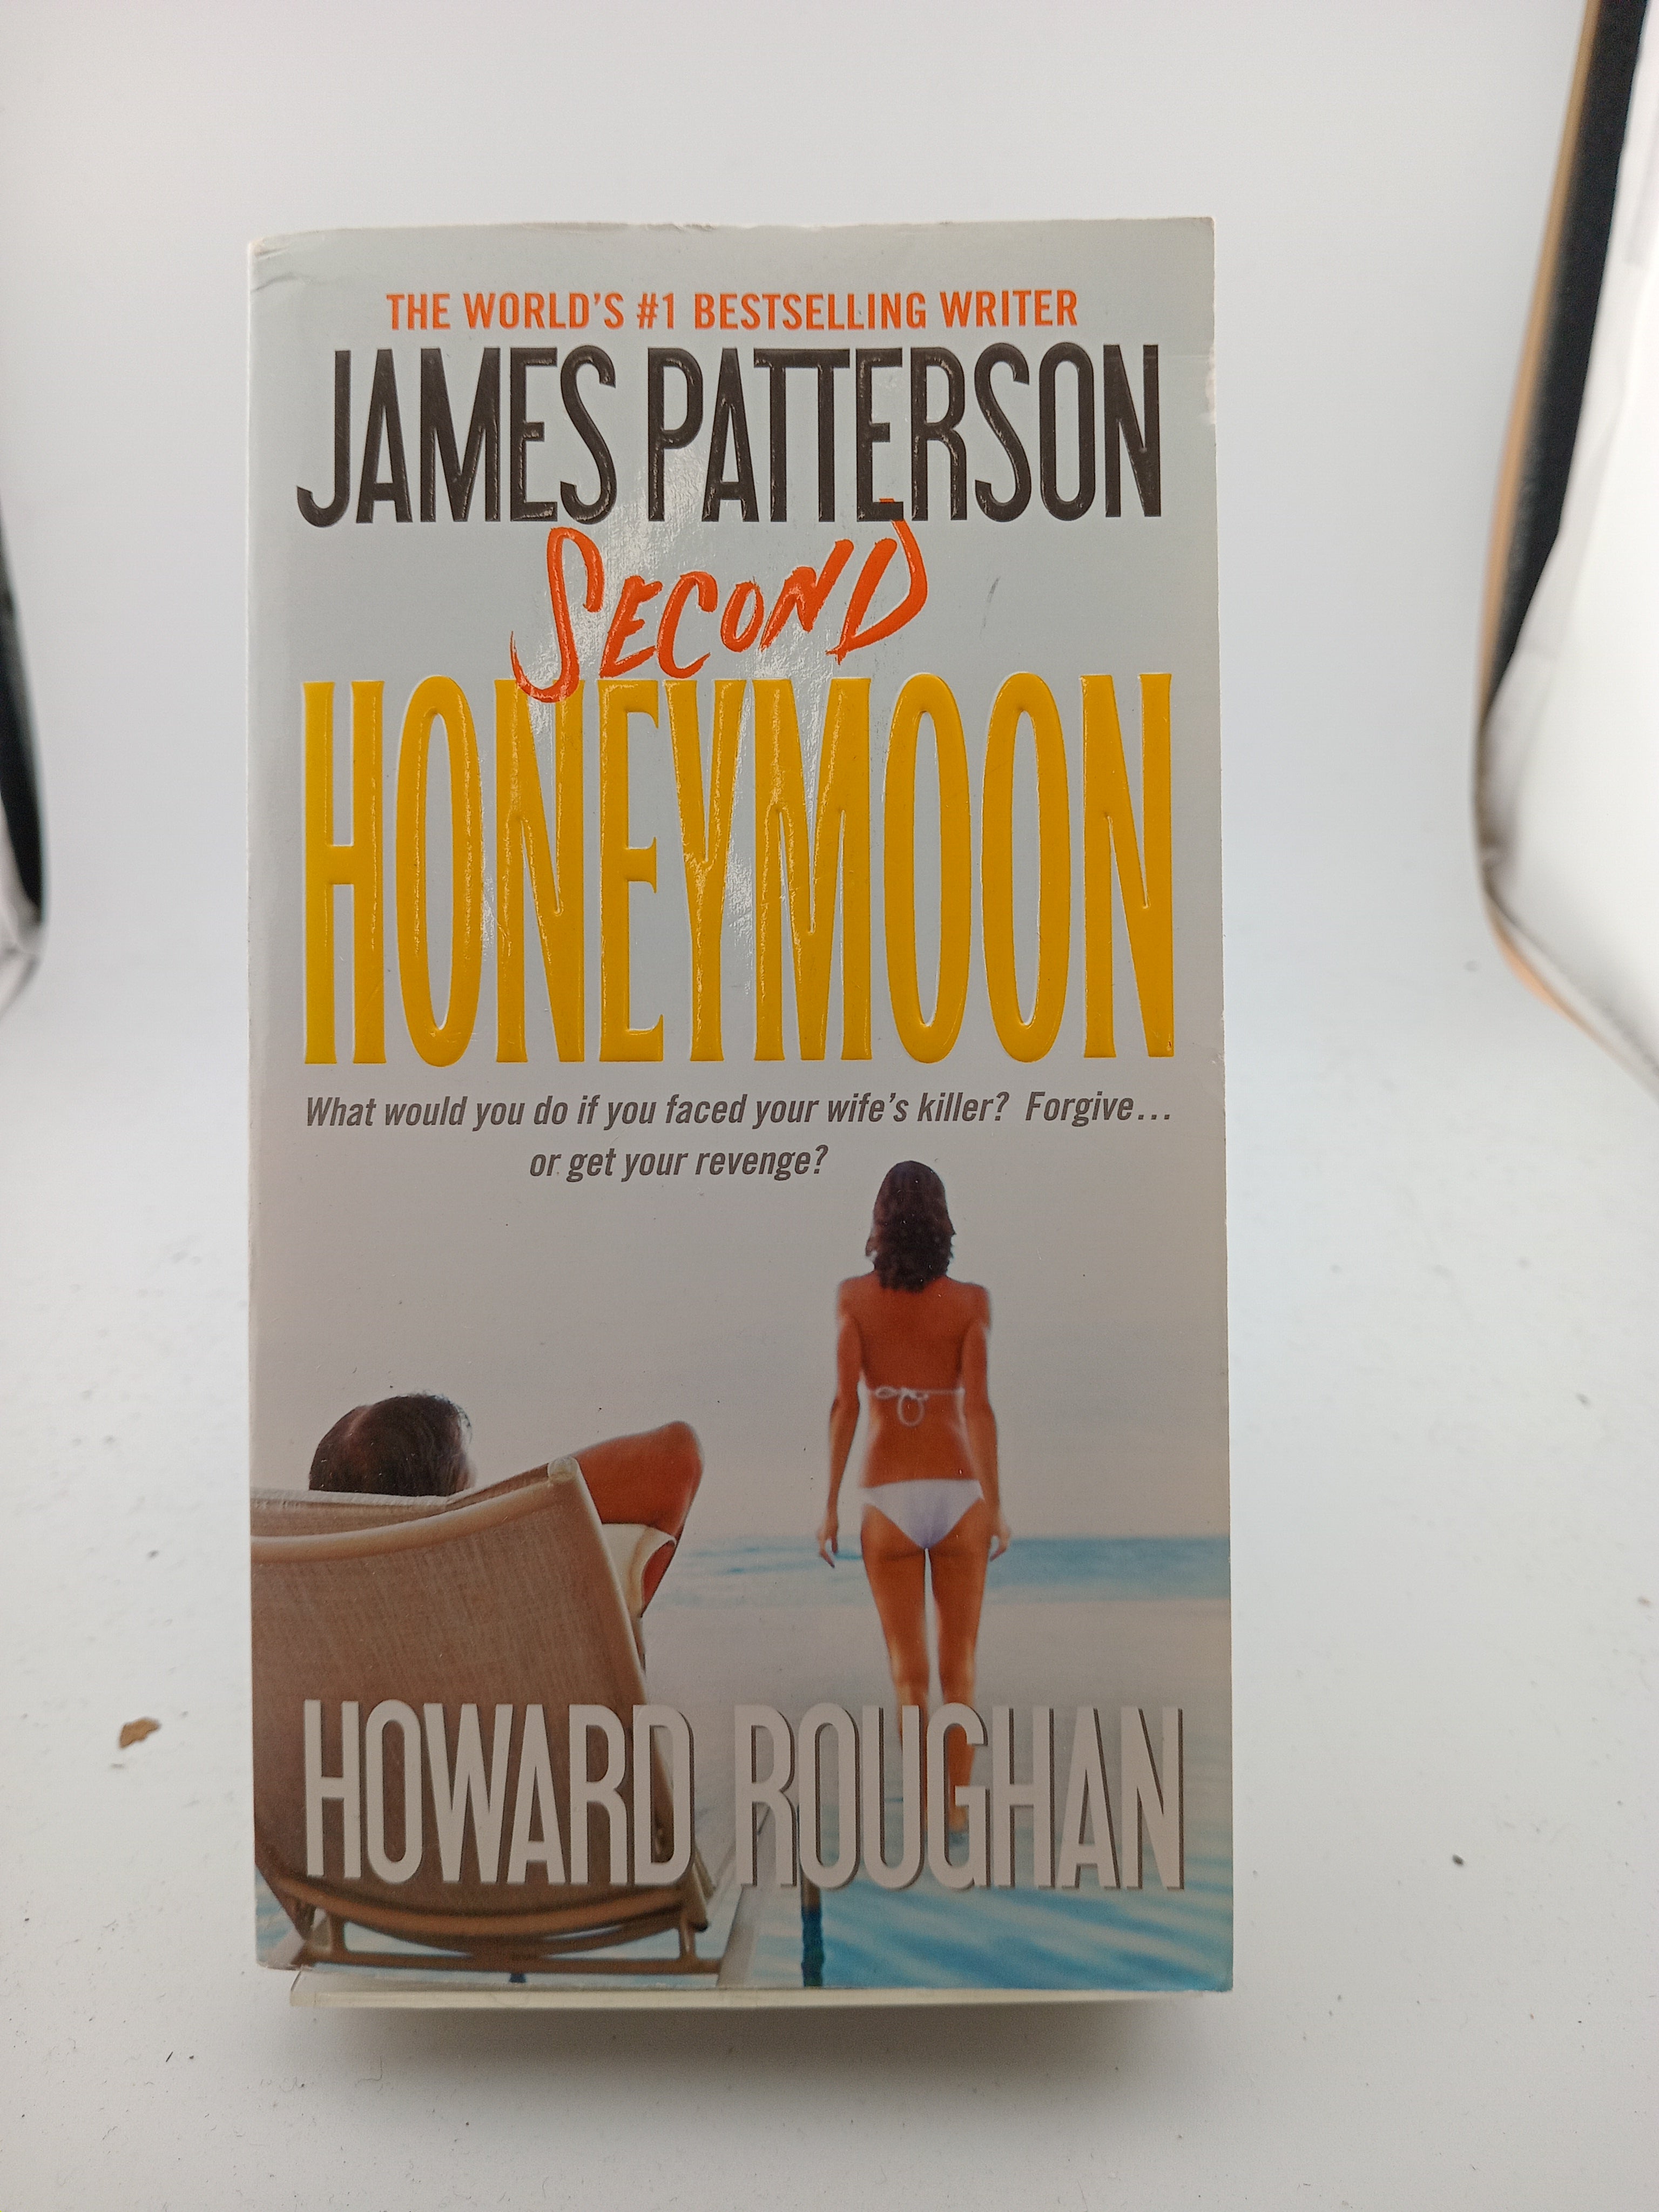 THE WORLD'S #1 BESTSELLING WRITER
JAMES PATTERSON
SECOND
HONEYMOON
What would you do if you faced your wife's killer? Forgive...
or get your revenge?
HOWARD ROUGHAN